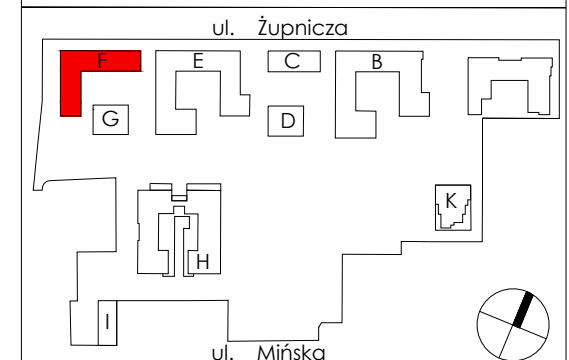 ul. Żupnicza
F E C B
G D
K
H
I
ul. Mińska